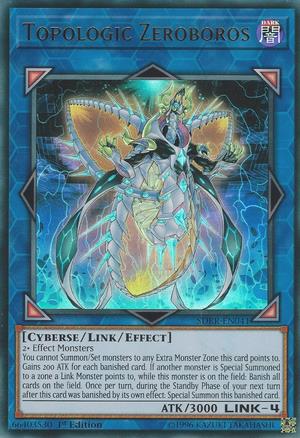 TOPOLOGIC ZEROBOROS
DARK
闇
SDRR-EN041
[CYBERSE/LINK/EFFECT]
2+ Effect Monsters
You cannot Summon/Set monsters to any Extra Monster Zone this card points to.
Gains 200 ATK for each banished card. If another monster is Special Summoned
to a zone a Link Monster points to, while this monster is on the field: Banish all
cards on the field. Once per turn, during the Standby Phase of your next turn
after this card was banished by its own effect: Special Summon this banished card.
ATK/3000 LINK-4
66403530 1st Edition ©1996 KAZUKI TAKAHASHI